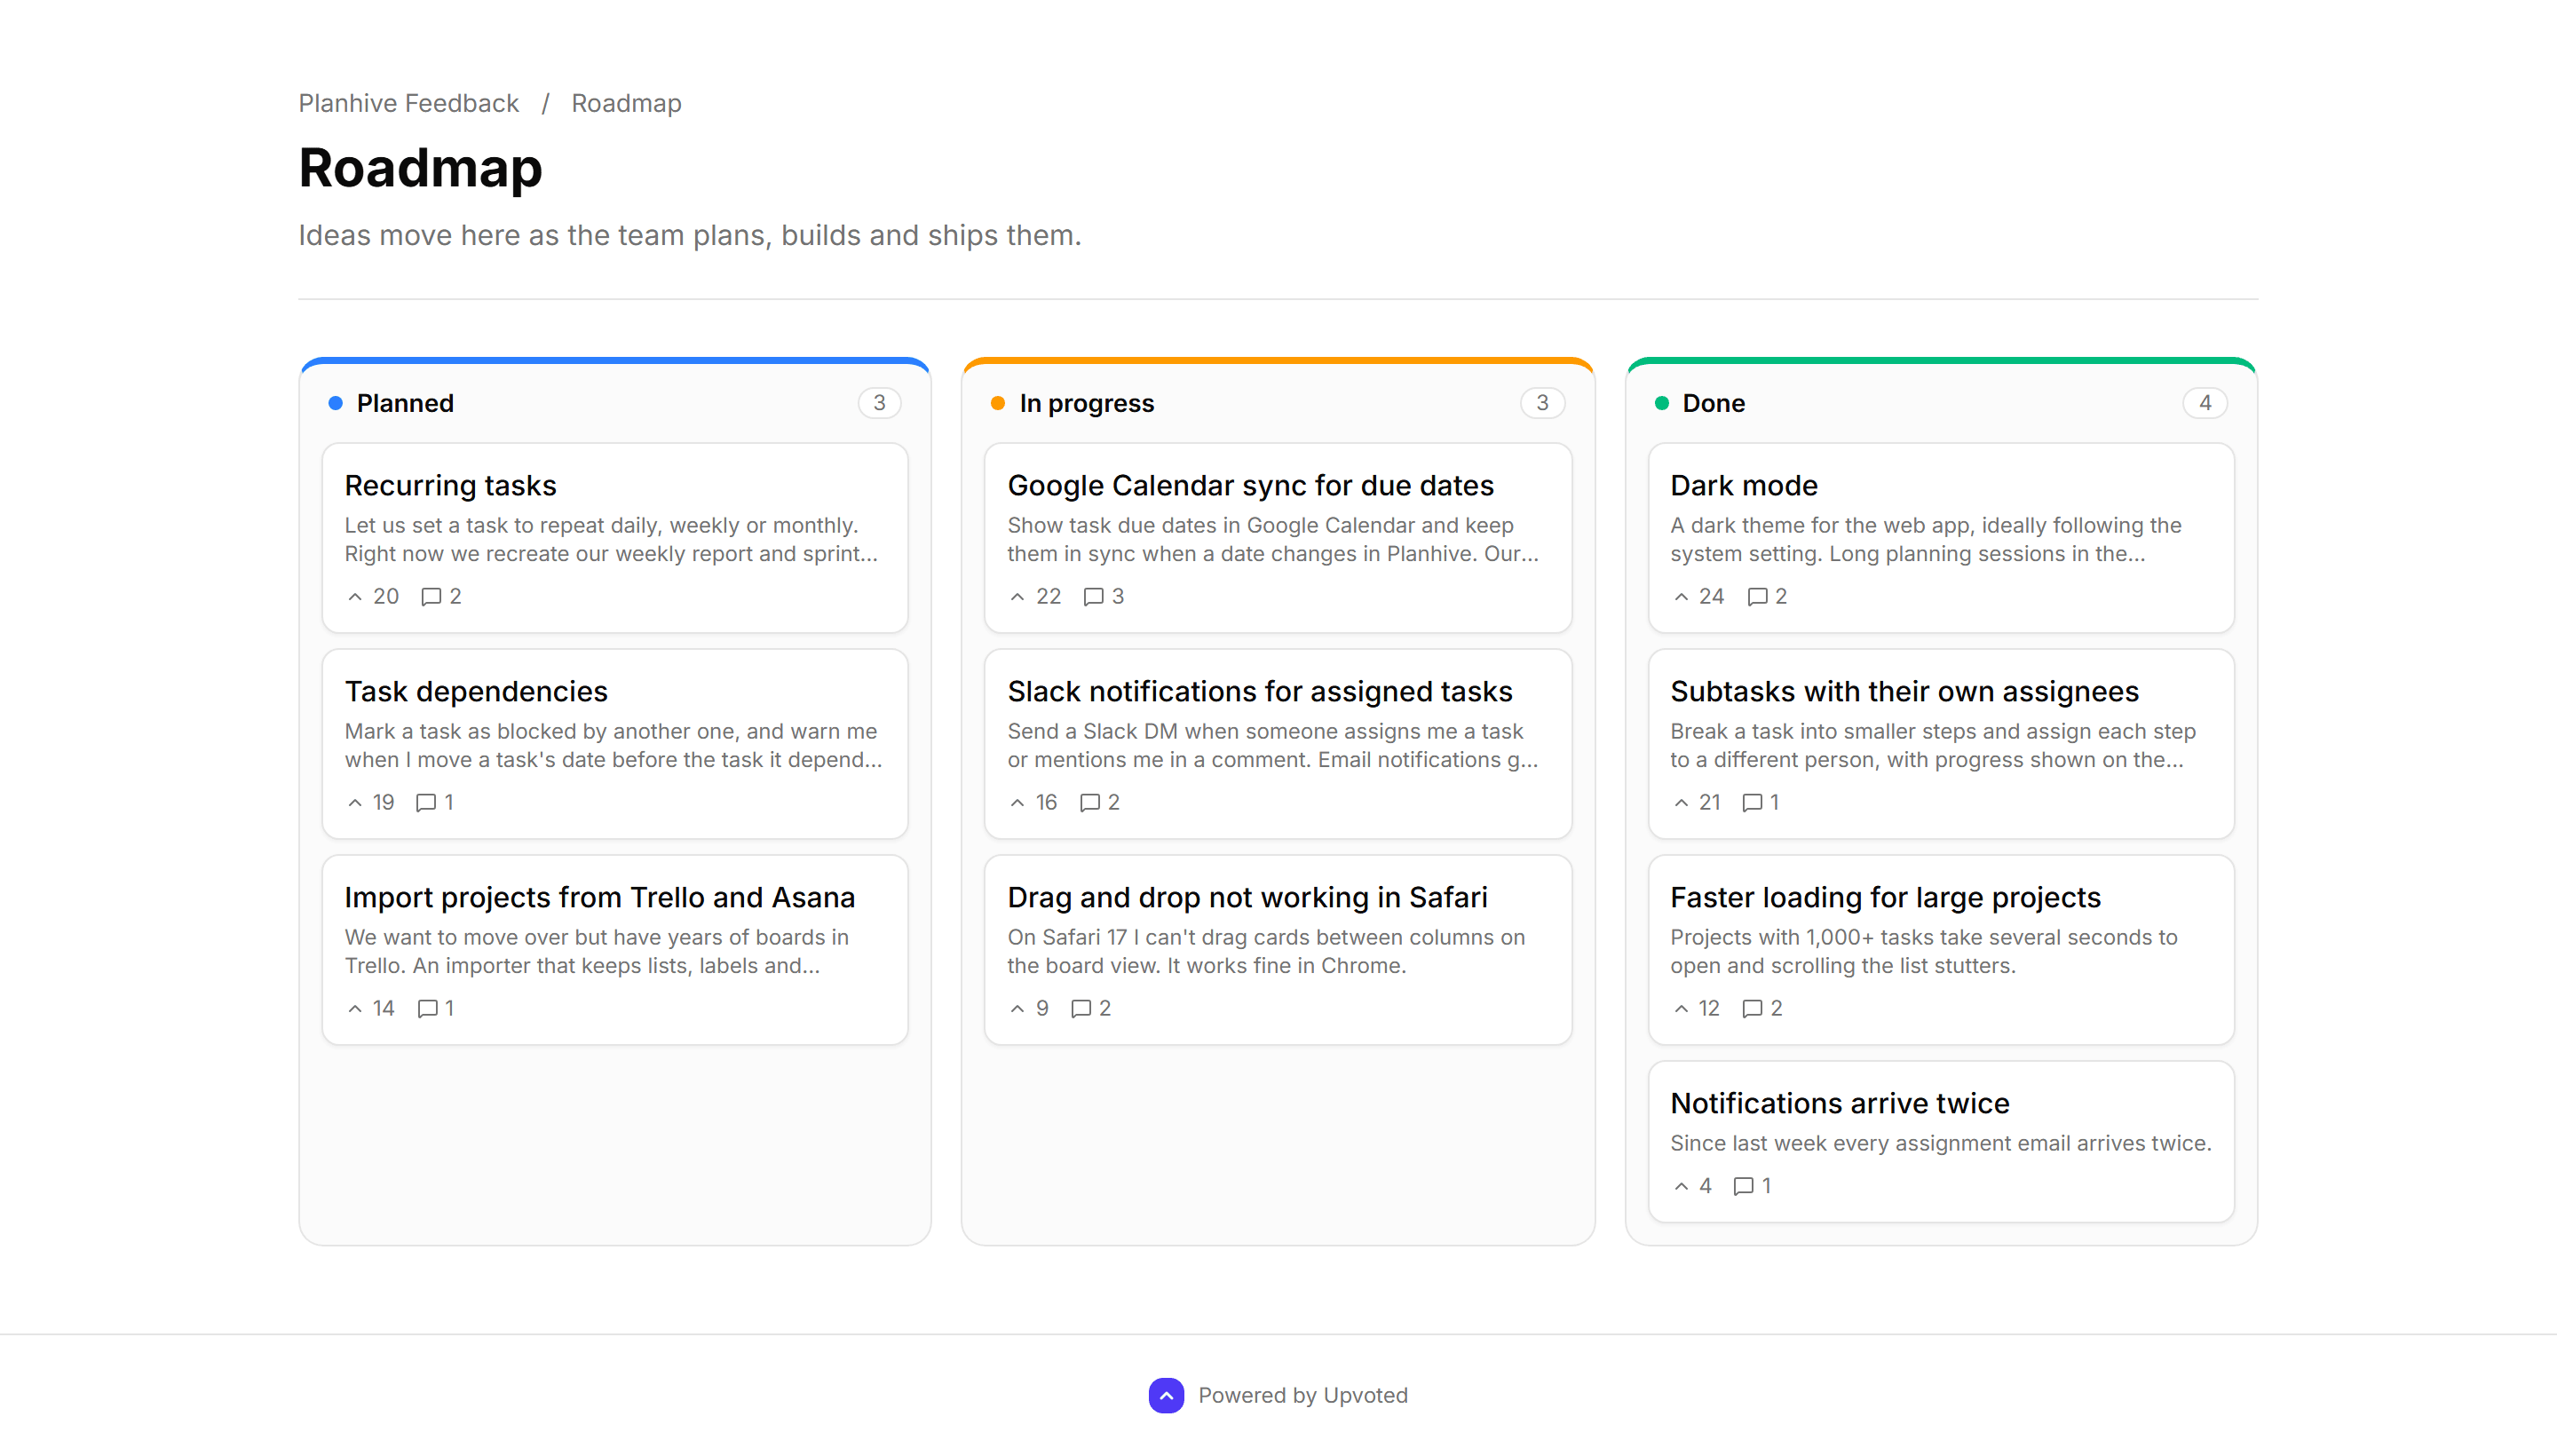 Planhive Feedback / Roadmap
Roadmap
Ideas move here as the team plans, builds and ships them.
Planned 3
Recurring tasks
Let us set a task to repeat daily, weekly or monthly.
Right now we recreate our weekly report and sprint...
20 2
Task dependencies
Mark a task as blocked by another one, and warn me
when I move a task's date before the task it depend...
19 1
Import projects from Trello and Asana
We want to move over but have years of boards in
Trello. An importer that keeps lists, labels and...
14 1
In progress 3
Google Calendar sync for due dates
Show task due dates in Google Calendar and keep
them in sync when a date changes in Planhive. Our...
22 3
Slack notifications for assigned tasks
Send a Slack DM when someone assigns me a task
or mentions me in a comment. Email notifications g...
16 2
Drag and drop not working in Safari
On Safari 17 I can't drag cards between columns on
the board view. It works fine in Chrome.
9 2
Done 4
Dark mode
A dark theme for the web app, ideally following the
system setting. Long planning sessions in the...
24 2
Subtasks with their own assignees
Break a task into smaller steps and assign each step
to a different person, with progress shown on the...
21 1
Faster loading for large projects
Projects with 1,000+ tasks take several seconds to
open and scrolling the list stutters.
12 2
Notifications arrive twice
Since last week every assignment email arrives twice.
4 1
Powered by Upvoted